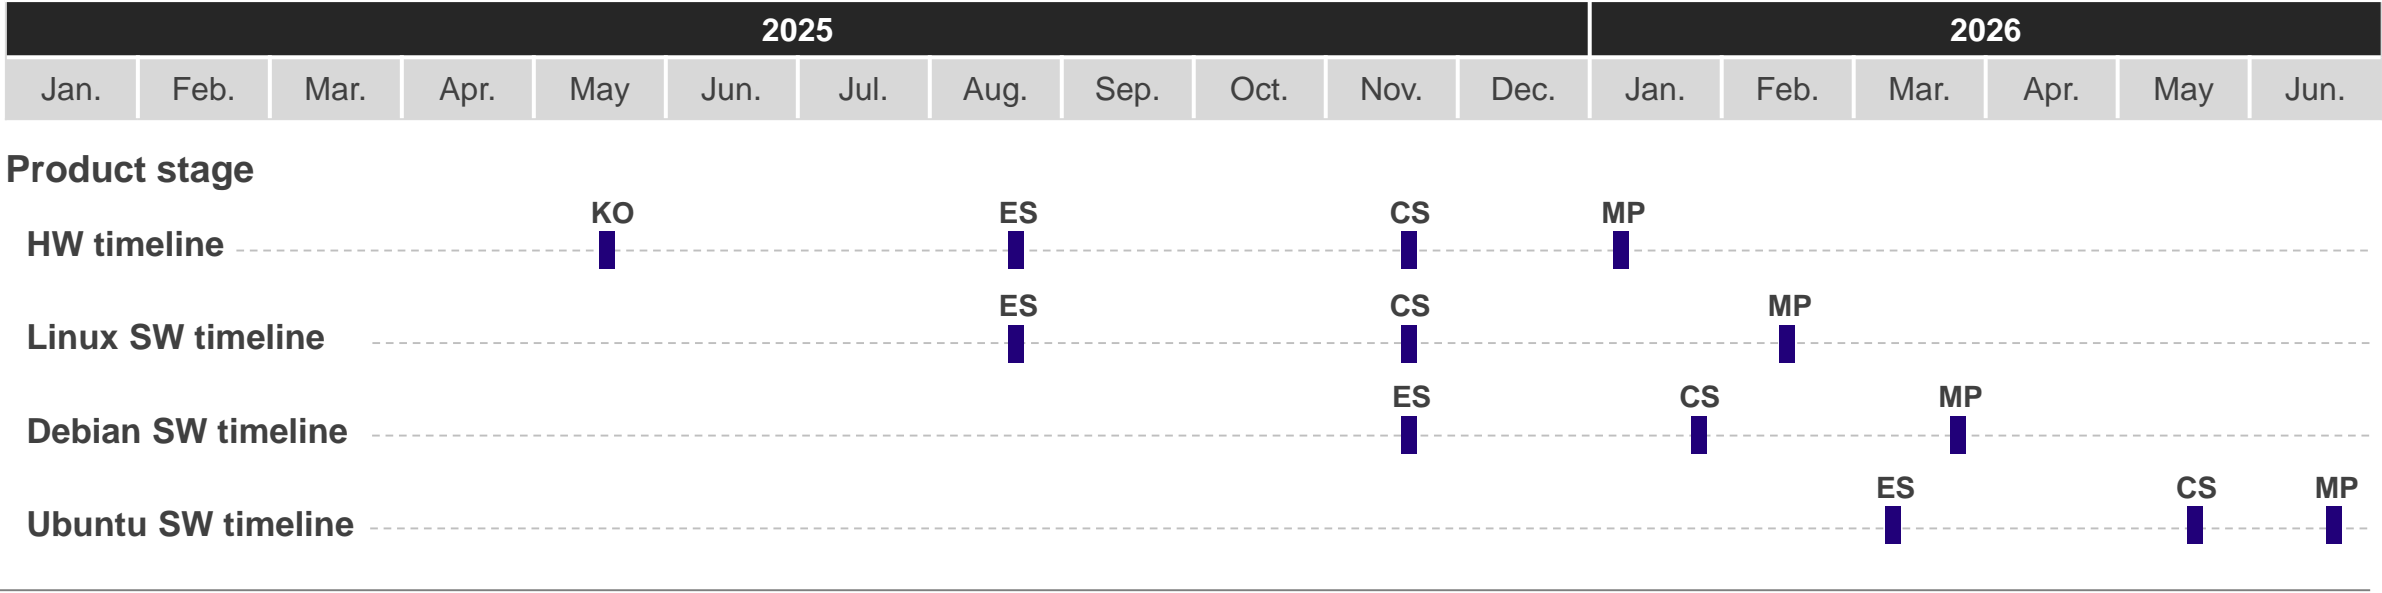 2025 2026
Jan. Feb. Mar. Apr. May Jun. Jul. Aug. Sep. Oct. Nov. Dec. Jan. Feb. Mar. Apr. May Jun.
Product stage
KO ES CS MP
HW timeline
ES CS MP
Linux SW timeline
ES CS MP
Debian SW timeline
ES CS MP
Ubuntu SW timeline